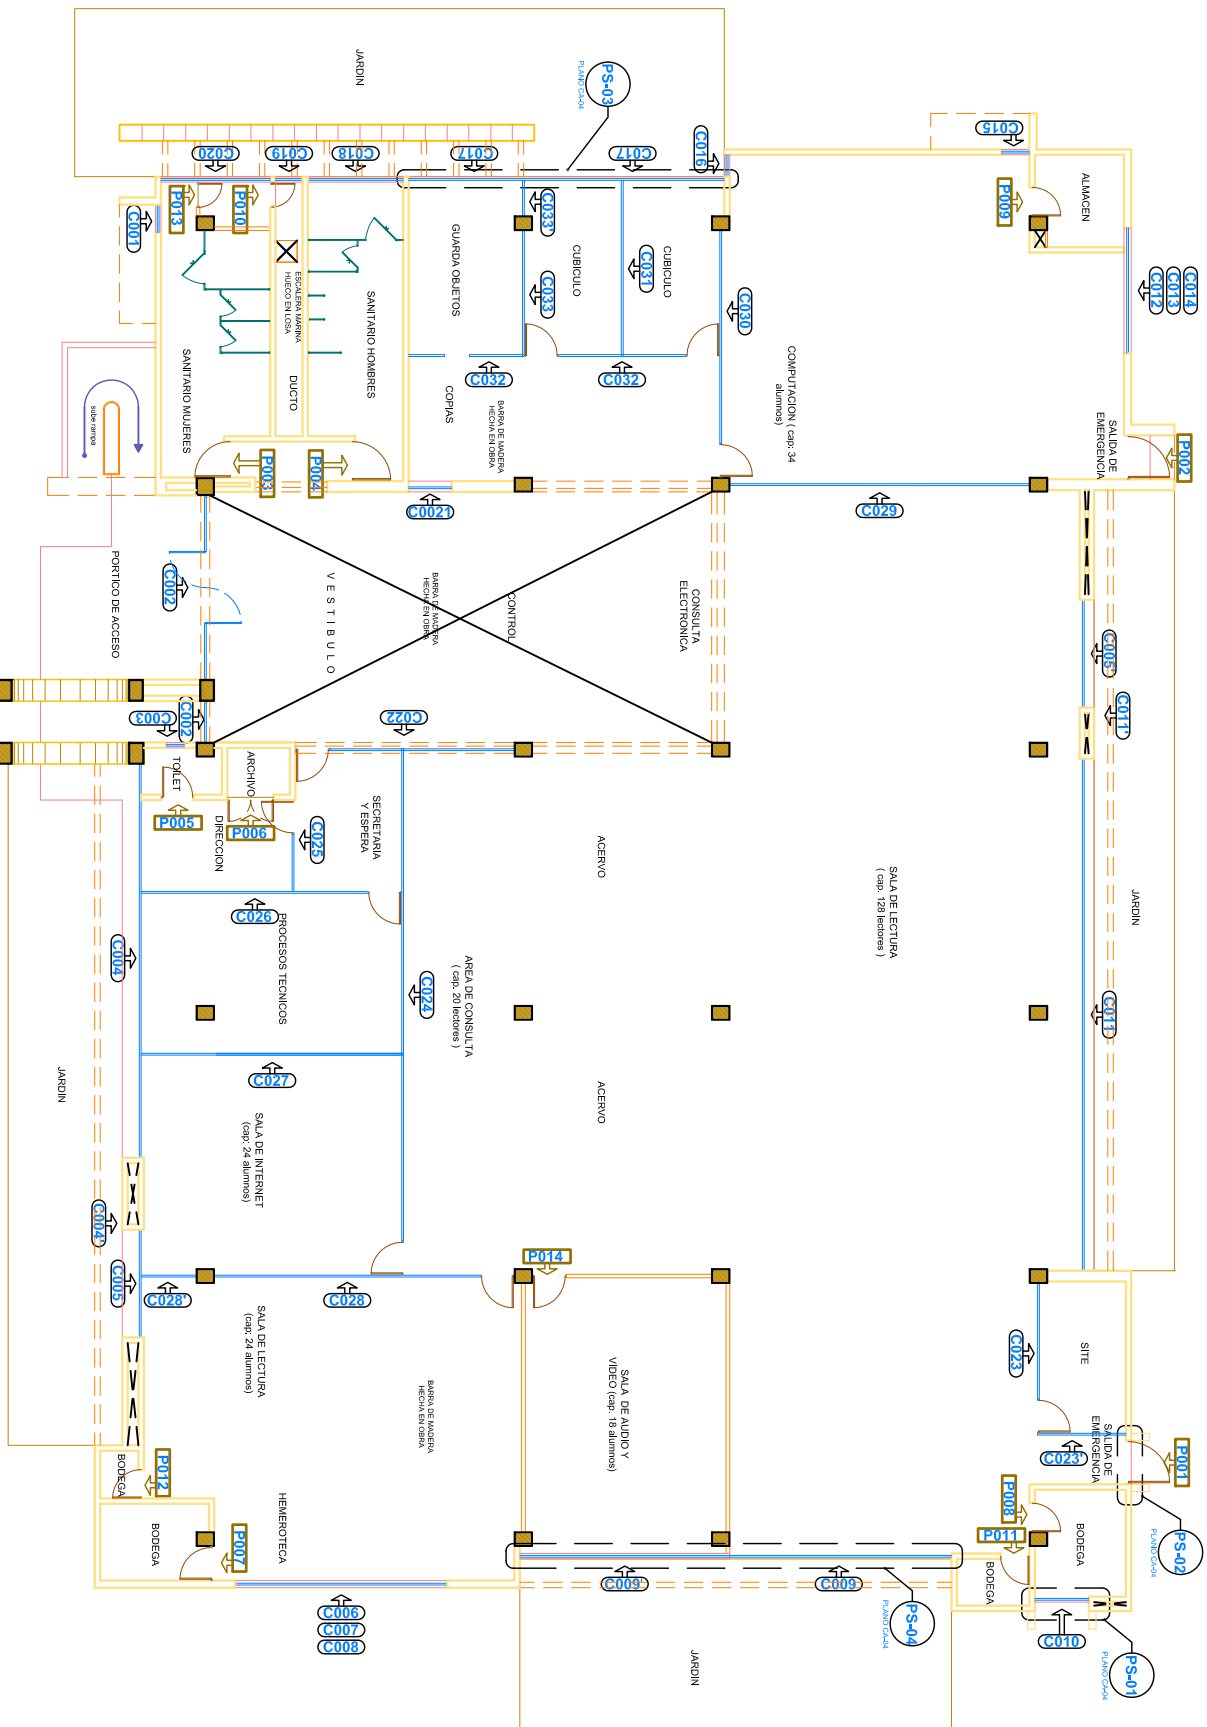 JARDIN
PS-03
PLANO CA-04
C020
C019
C018
C017
C017
C016
C015
P013
P010
C001
C033'
C033
C031
C030
P009
ALMACEN
C014
C013
C012
GUARDA OBJETOS
CUBICULO
CUBICULO
ESCALERA MARINA
HUECO EN LOSA
SANITARIO HOMBRES
SANITARIO MUJERES
DUCTO
sube rampa
C032
C032
COPIAS
BARRA DE MADERA
HECHA EN OBRA
COMPUTACION ( cap: 34
alumnos)
SALIDA DE
EMERGENCIA
P002
P003
P004
C0021
C029
PORTICO DE ACCESO
C002
V E S T I B U L O
BARRA DE MADERA
HECHA EN OBRA
CONTROL
CONSULTA
ELECTRONICA
C005'
C011'
C003
C002
C022
TOILET
ARCHIVO
P005
P006
DIRECCION
SECRETARIA
Y ESPERA
C025
ACERVO
SALA DE LECTURA
( cap. 128 lectores )
JARDIN
C026
PROCESOS TECNICOS
C004
C024
AREA DE CONSULTA
( cap. 20 lectores )
C011
C027
JARDIN
ACERVO
SALA DE INTERNET
(cap: 24 alumnos)
C004'
C005
C028'
C028
P014
C023
SITE
SALA DE LECTURA
(cap: 24 alumnos)
BARRA DE MADERA
HECHA EN OBRA
SALA DE AUDIO Y
VIDEO (cap. 18 alumnos)
SALIDA DE
EMERGENCIA
C023'
P001
BODEGA
P012
BODEGA
P007
HEMEROTECA
P008
P011
BODEGA
BODEGA
PS-02
PLANO CA-04
C009'
C009
C006
C007
C008
PS-04
PLANO CA-04
C010
PS-01
PLANO CA-04
JARDIN